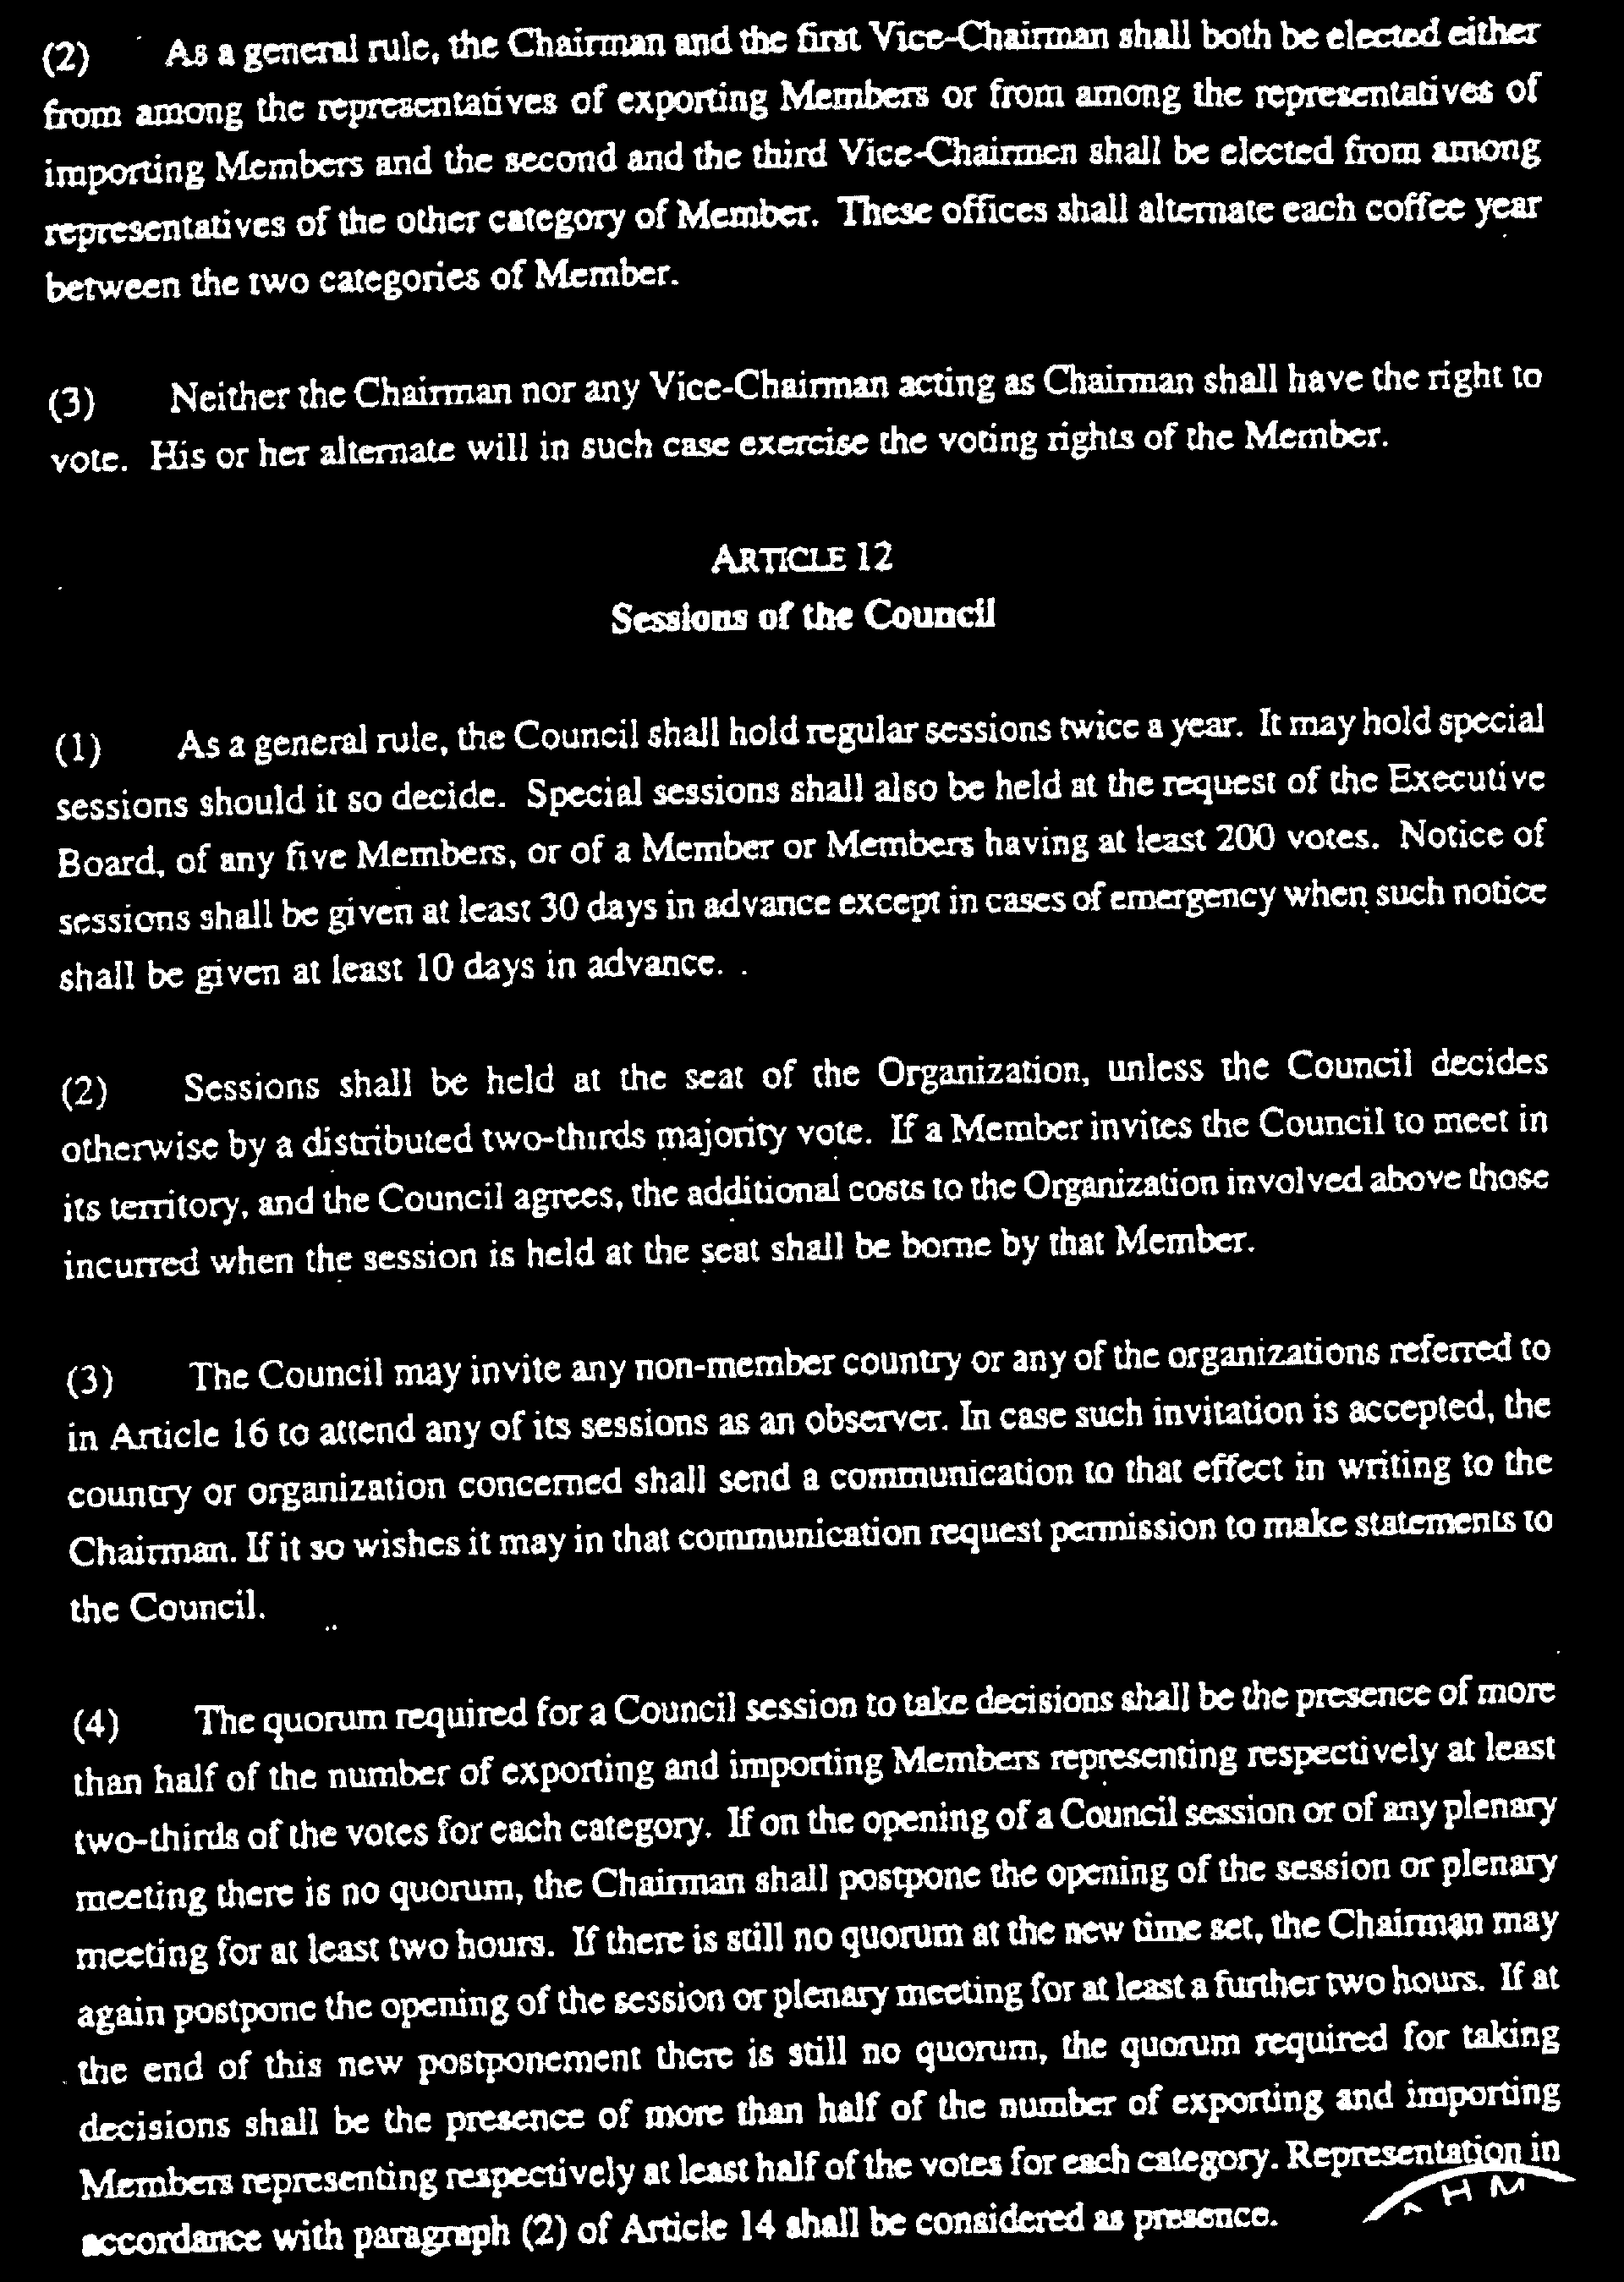 (2) As a general rule, the Chairman and the first Vice-Chairman shall both be elected either
from among the representatives of exporting Members or from among the representatives of
importing Members and the second and the third Vice-Chairmen shall be elected from among
representatives of the other category of Member. These offices shall alternate each coffee year
between the two categories of Member.
(3) Neither the Chairman nor any Vice-Chairman acting as Chairman shall have the right to
vote. His or her alternate will in such case exercise the voting rights of the Member.
ARTICLE 12
Sessions of the Council
(1) As a general rule, the Council shall hold regular sessions twice a year. It may hold special
sessions should it so decide. Special sessions shall also be held at the request of the Executive
Board, of any five Members, or of a Member or Members having at least 200 votes. Notice of
sessions shall be given at least 30 days in advance except in cases of emergency when such notice
shall be given at least 10 days in advance.
(2) Sessions shall be held at the seat of the Organization, unless the Council decides
otherwise by a distributed two-thirds majority vote. If a Member invites the Council to meet in
its territory, and the Council agrees, the additional costs to the Organization involved above those
incurred when the session is held at the seat shall be borne by that Member.
(3) The Council may invite any non-member country or any of the organizations referred to
in Article 16 to attend any of its sessions as an observer. In case such invitation is accepted, the
country or organization concerned shall send a communication to that effect in writing to the
Chairman. If it so wishes it may in that communication request permission to make statements to
the Council.
(4) The quorum required for a Council session to take decisions shall be the presence of more
than half of the number of exporting and importing Members representing respectively at least
two-thirds of the votes for each category. If on the opening of a Council session or of any plenary
meeting there is no quorum, the Chairman shall postpone the opening of the session or plenary
meeting for at least two hours. If there is still no quorum at the new time set, the Chairman may
again postpone the opening of the session or plenary meeting for at least a further two hours. If at
the end of this new postponement there is still no quorum, the quorum required for taking
decisions shall be the presence of more than half of the number of exporting and importing
Members representing respectively at least half of the votes for each category. Representation in
accordance with paragraph (2) of Article 14 shall be considered as presence.